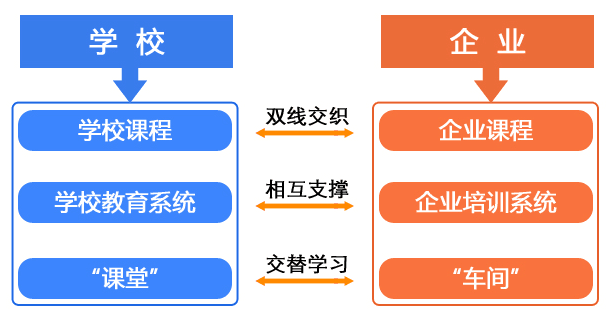 学校
企业
学校课程
双线交织
企业课程
学校教育系统
相互支撑
企业培训系统
“课堂”
交替学习
“车间”